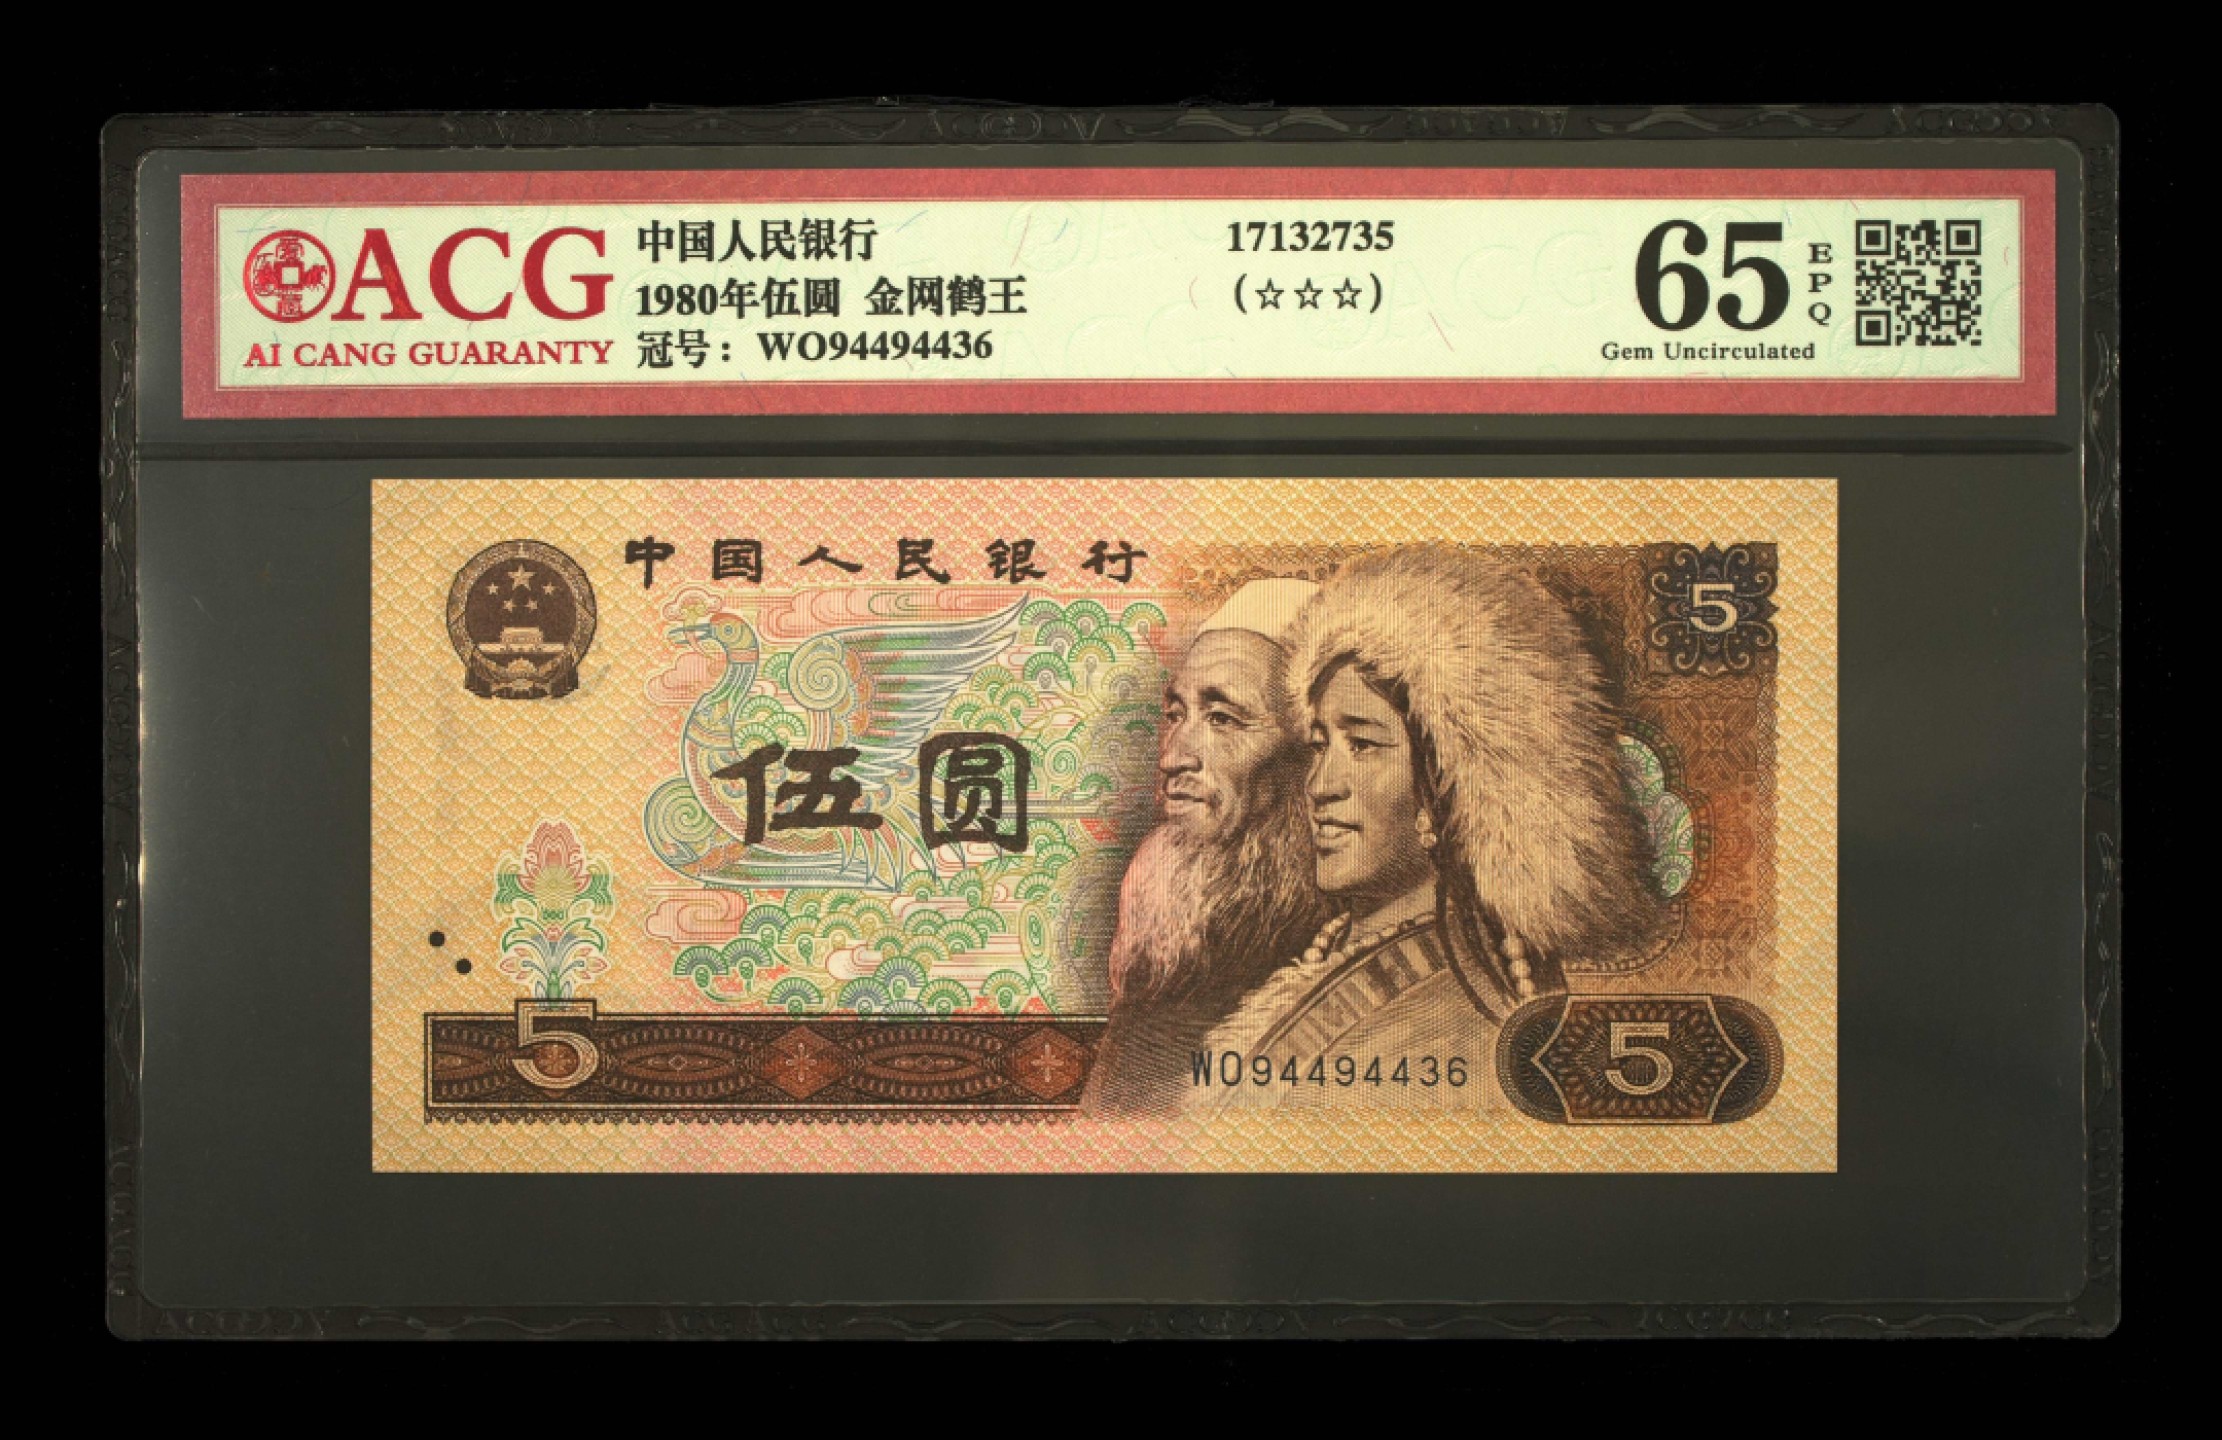 ACG
AI CANG GUARANTY
中国人民银行
1980年伍圆 金网鹤王
冠号: WO94494436
17132735
(☆☆☆)
65
EPQ
Gem Uncirculated
中国人民银行
5
伍圆
5
WO94494436
5